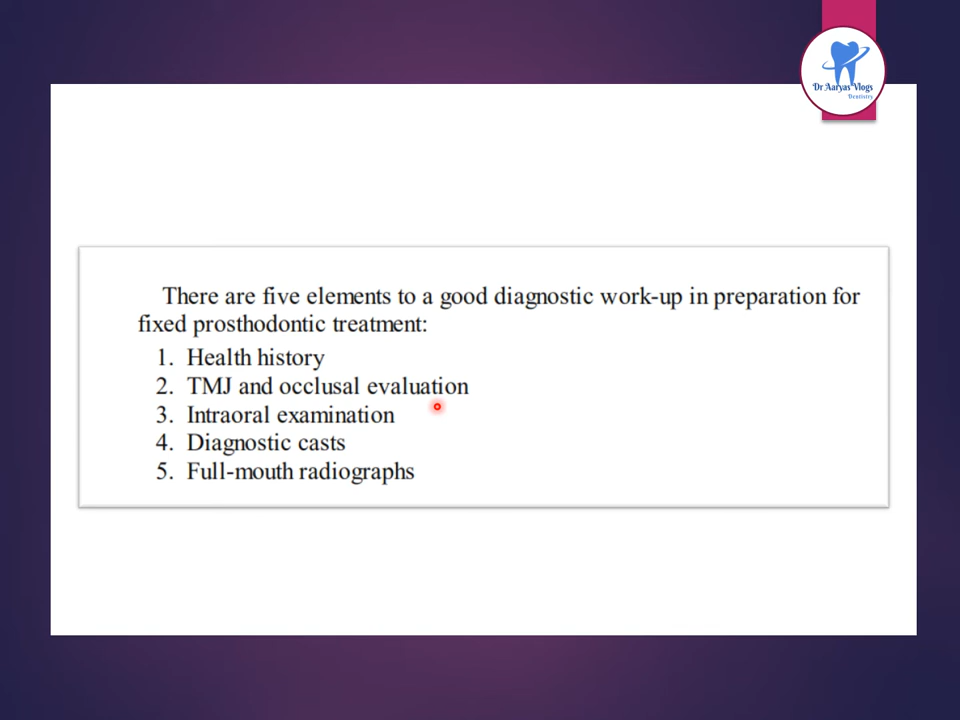 Dr Aaryas Vlogs
Dentistry
There are five elements to a good diagnostic work-up in preparation for
fixed prosthodontic treatment:
1. Health history
2. TMJ and occlusal evaluation
3. Intraoral examination
4. Diagnostic casts
5. Full-mouth radiographs